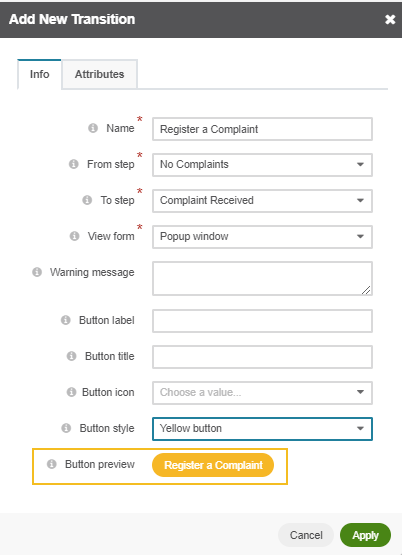 Add New Transition
Info Attributes
Name * Register a Complaint
From step * No Complaints
To step * Complaint Received
View form * Popup window
Warning message
Button label
Button title
Button icon Choose a value...
Button style Yellow button
Button preview Register a Complaint
Cancel Apply